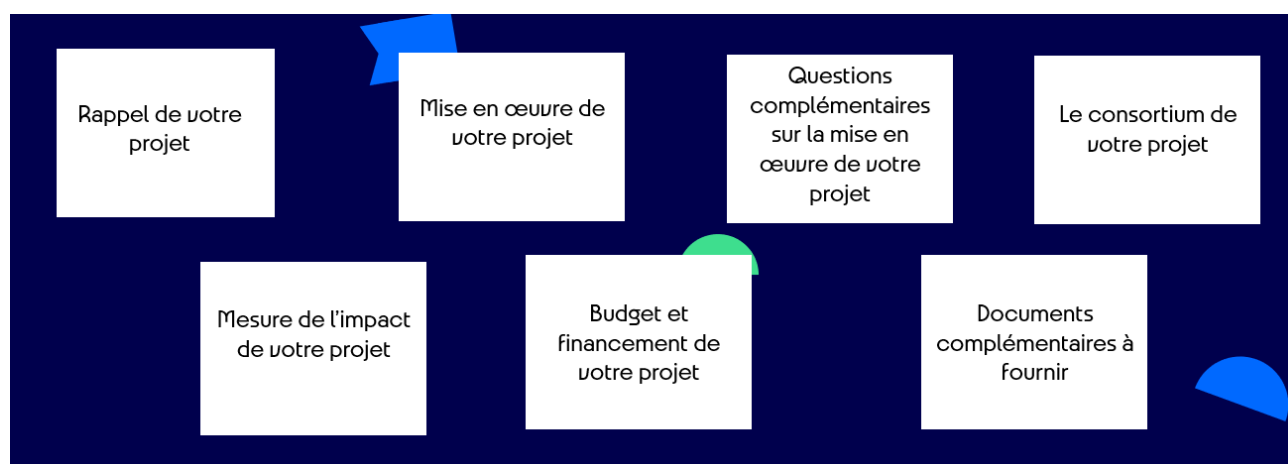 Rappel de votre
projet
Mise en œuvre de
votre projet
Questions
complémentaires
sur la mise en
œuvre de votre
projet
Le consortium de
votre projet
Mesure de l'impact
de votre projet
Budget et
financement de
votre projet
Documents
complémentaires à
fournir